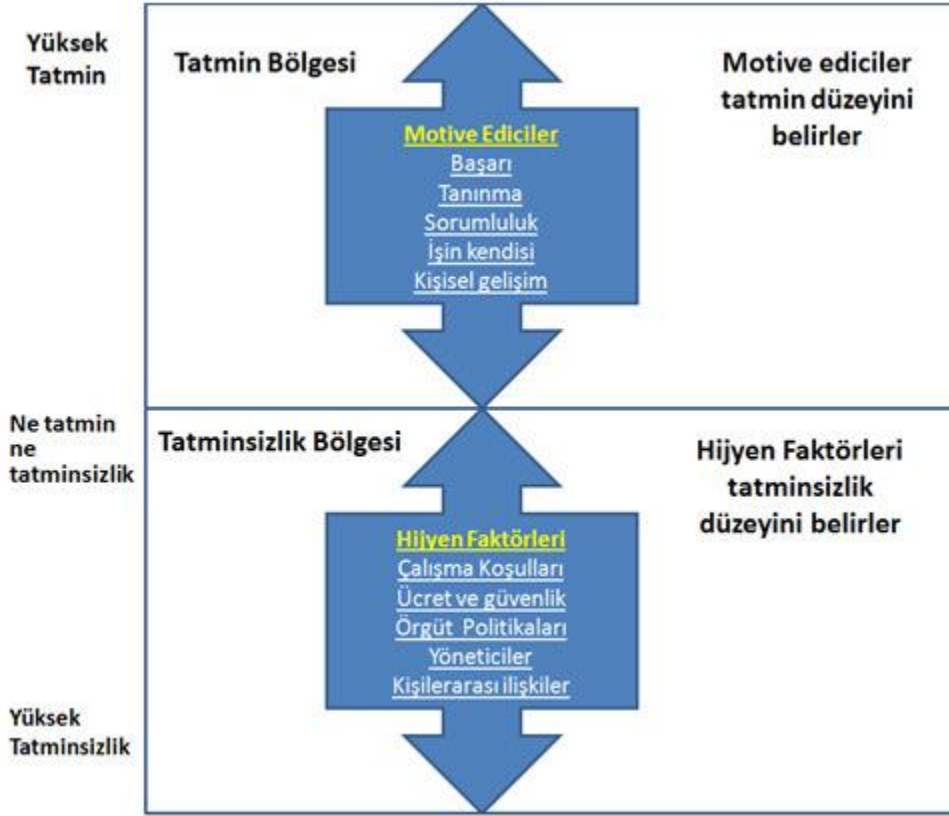 Yüksek
Tatmin
Tatmin Bölgesi
Motive ediciler
tatmin düzeyini
belirler
Motive Ediciler
Başarı
Tanınma
Sorumluluk
İşin kendisi
Kişisel gelişim
Ne tatmin
ne
tatminsizlik
Tatminsizlik Bölgesi
Hijyen Faktörleri
tatminsizlik
düzeyini belirler
Hijyen Faktörleri
Çalışma Koşulları
Ücret ve güvenlik
Örgüt Politikaları
Yöneticiler
Kişilerarası ilişkiler
Yüksek
Tatminsizlik